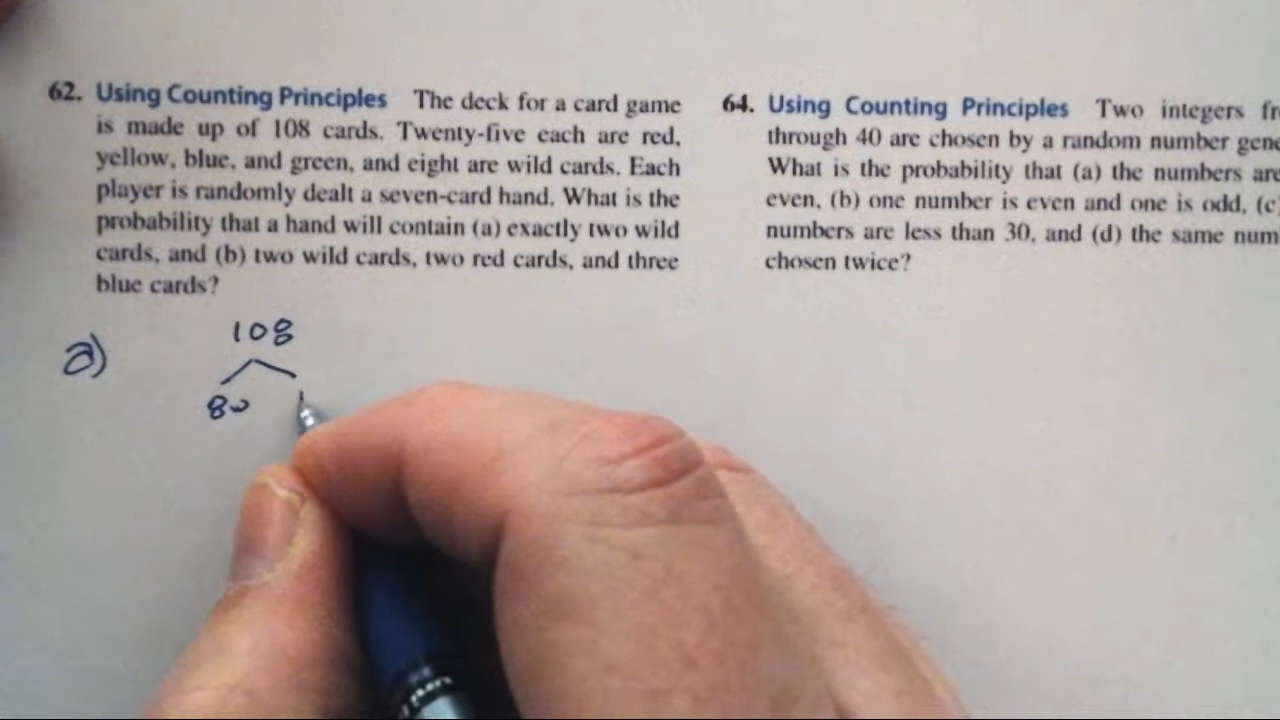 62. Using Counting Principles The deck for a card game
is made up of 108 cards. Twenty-five each are red,
yellow, blue, and green, and eight are wild cards. Each
player is randomly dealt a seven-card hand. What is the
probability that a hand will contain (a) exactly two wild
cards, and (b) two wild cards, two red cards, and three
blue cards?
64. Using Counting Principles Two integers
through 40 are chosen by a random number
What is the probability that (a) the numbers are
even, (b) one number is even and one is odd, (c)
numbers are less than 30, and (d) the same
chosen twice?
a) 108
80